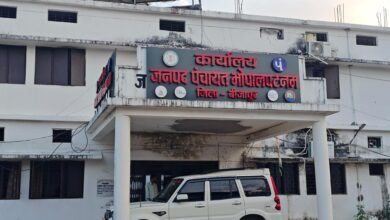 कार्यालय
जनपद पंचायत भोपालपटनम
जिला - बीजापुर
ज